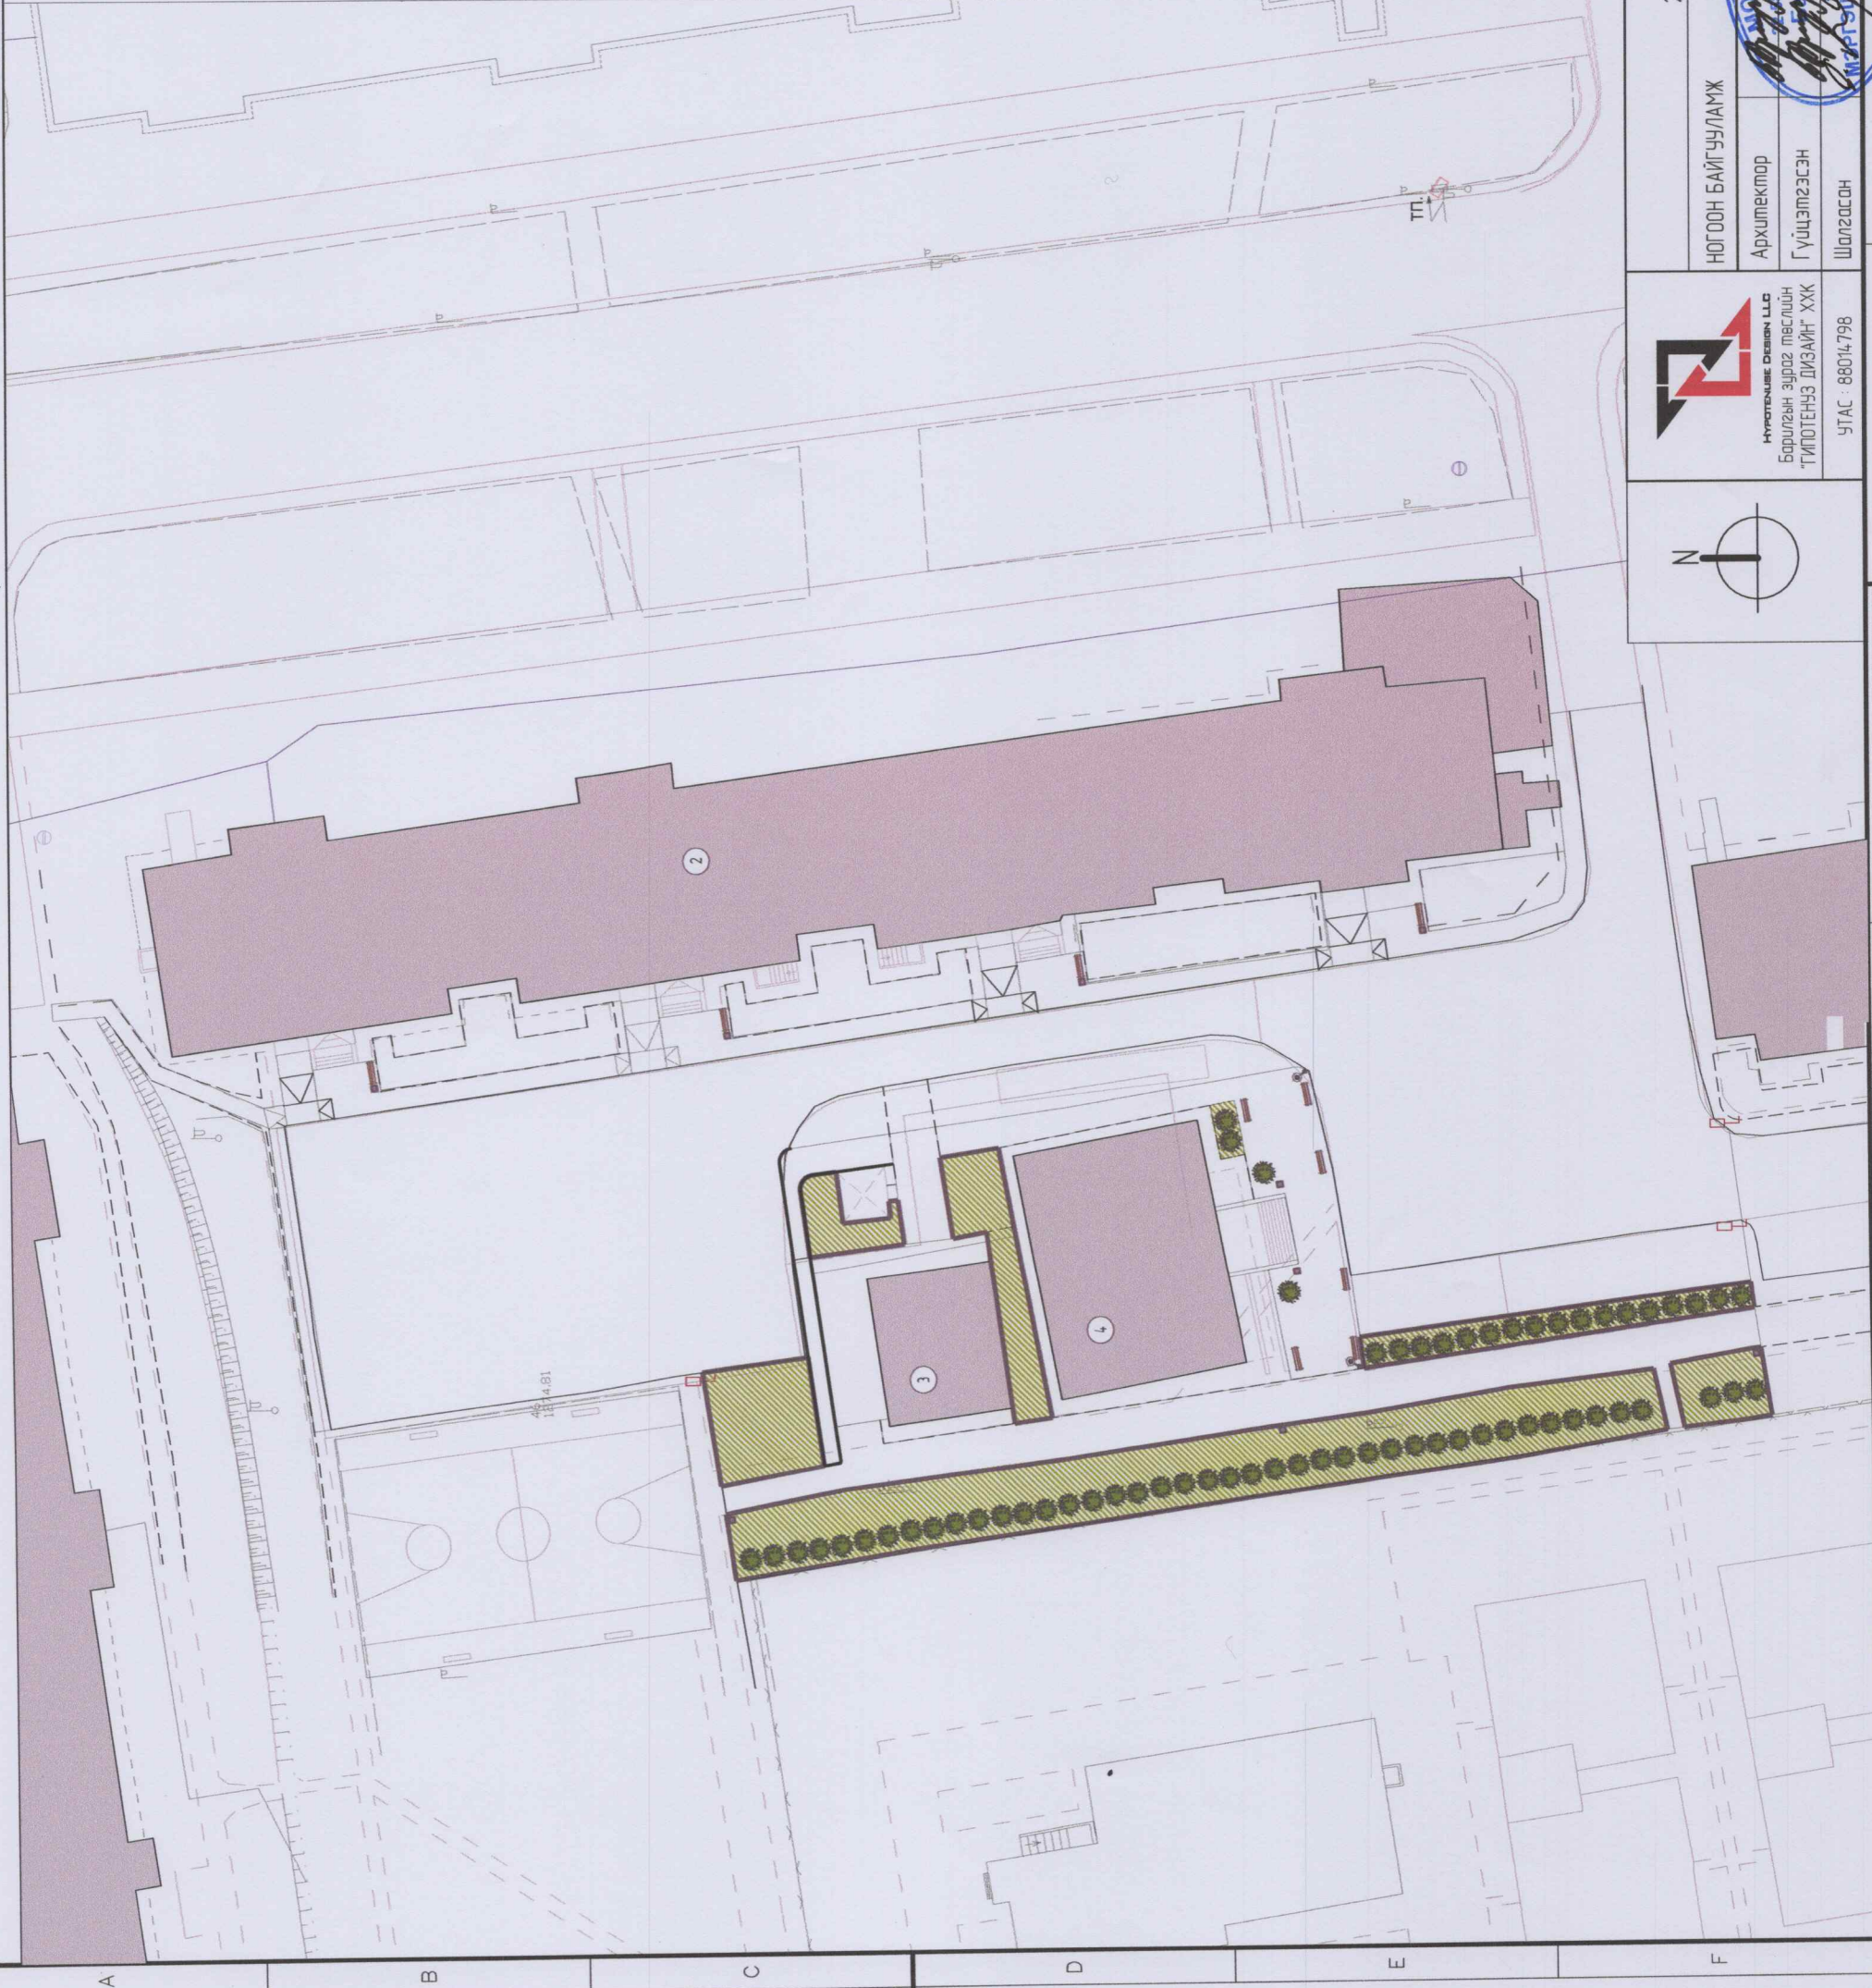 A
B
C
D
E
F
2
3
4
ТП.
N
HYPOTENUSE DESIGN LLC
Барилгын зураг төслийн
"ГИПОТЕНУЗ ДИЗАЙН" ХХК
УТАС : 88014798
НОГООН БАЙГУУЛАМЖ
Архитектор
Гүйцэтгэсэн
Шалгасан